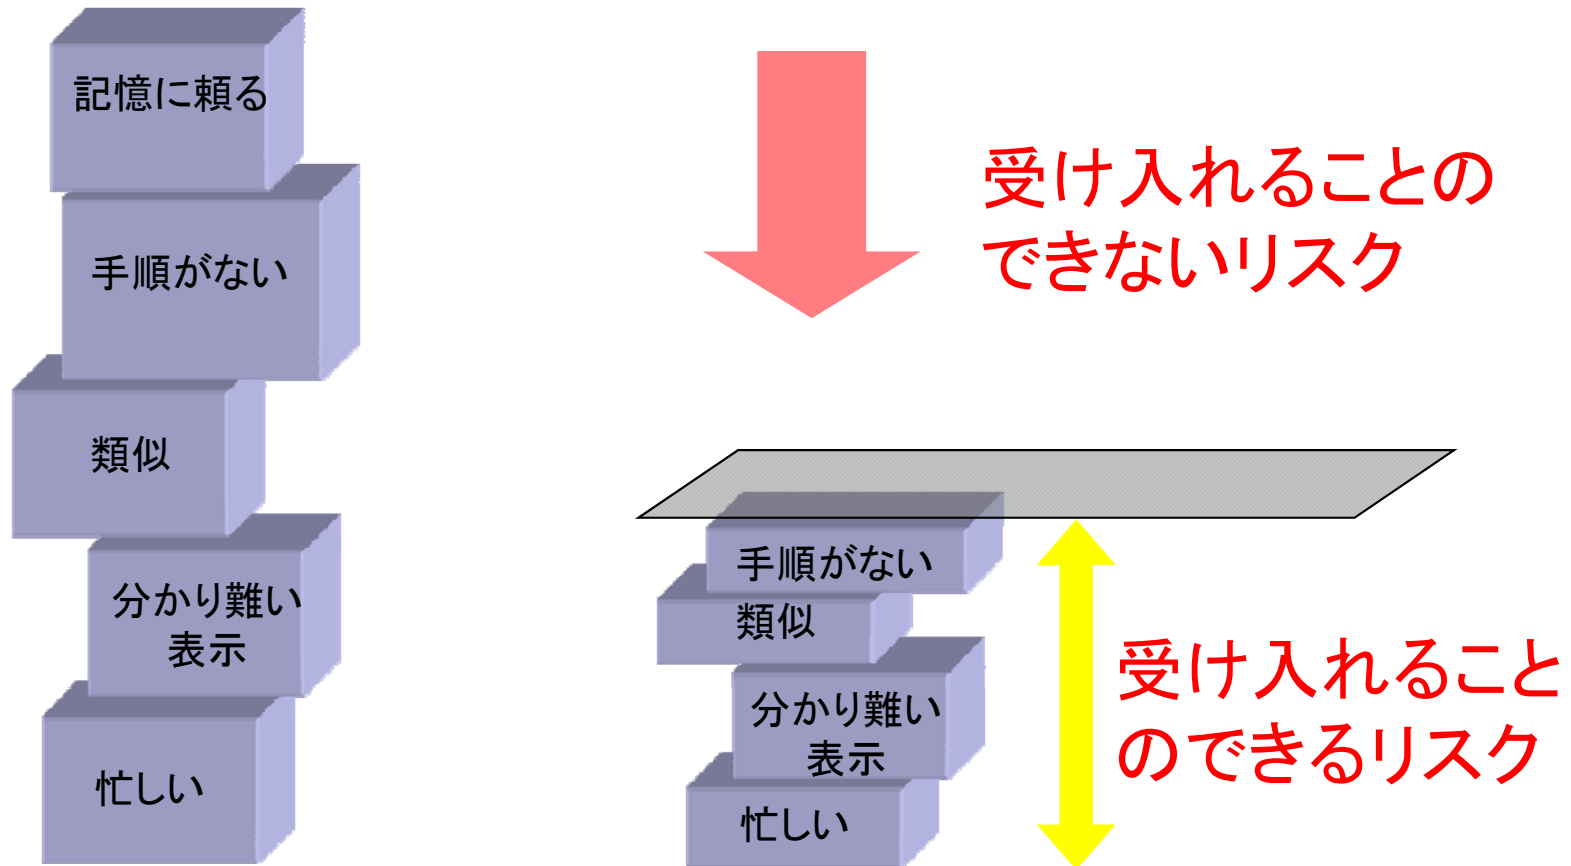 記憶に頼る
手順がない
類似
分かり難い
表示
忙しい
受け入れることの
できないリスク
手順がない
類似
分かり難い
表示
忙しい
受け入れること
のできるリスク